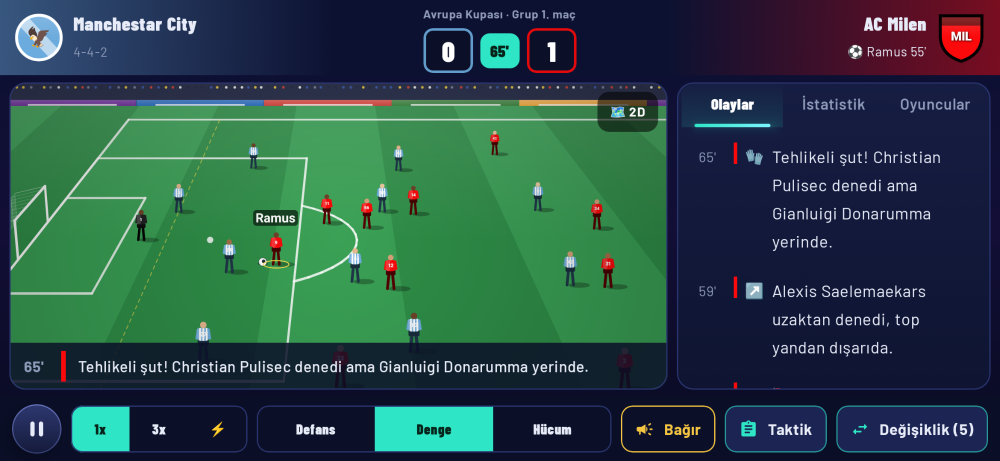 Manchestar City
4-4-2
Avrupa Kupası · Grup 1. maç
0
65'
1
AC Milen
⚽ Ramus 55'
MIL
🗺️ 2D
Ramus
65' Tehlikeli şut! Christian Pulisec denedi ama Gianluigi Donarumma yerinde.
Olaylar İstatistik Oyuncular
65' 🧤 Tehlikeli şut! Christian
Pulisec denedi ama
Gianluigi Donarumma
yerinde.
59' ↗️ Alexis Saelemaekars
uzaktan denedi, top
yandan dışarıda.
1x 3x ⚡
Defans Denge Hücum
Bağır
Taktik
Değişiklik (5)